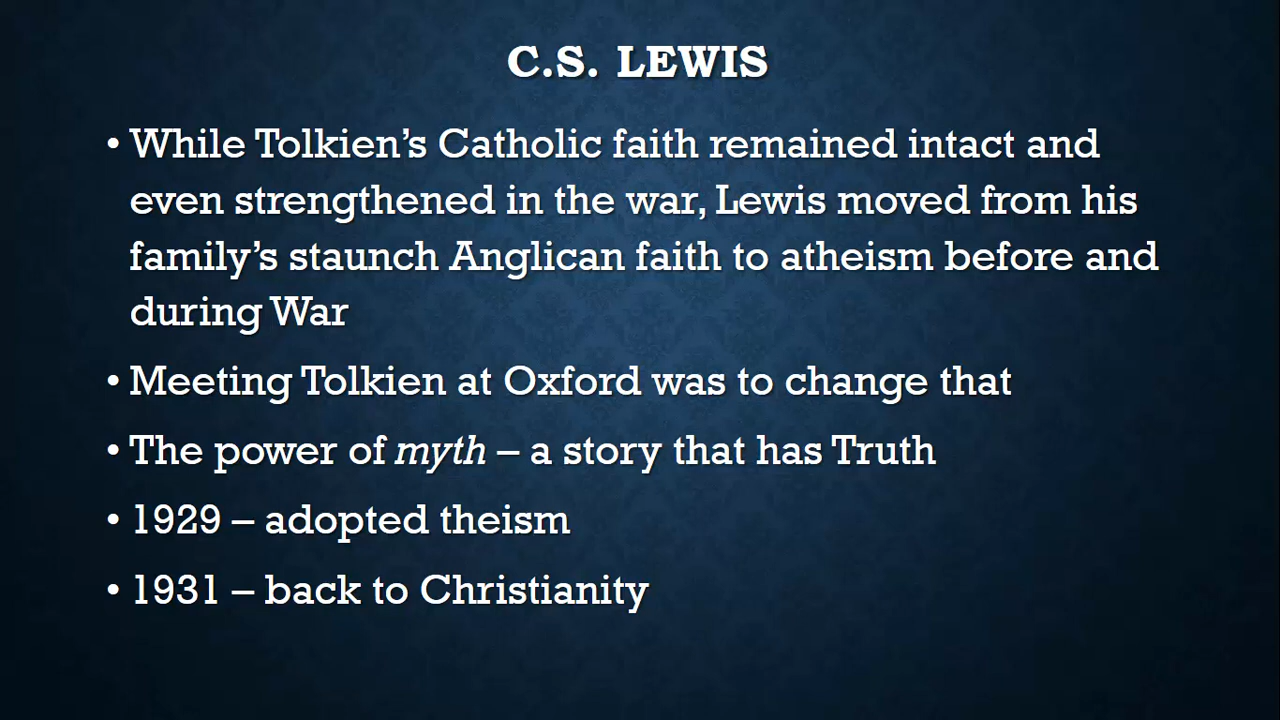 C.S. LEWIS
• While Tolkien’s Catholic faith remained intact and
even strengthened in the war, Lewis moved from his
family’s staunch Anglican faith to atheism before and
during War
• Meeting Tolkien at Oxford was to change that
• The power of myth – a story that has Truth
• 1929 – adopted theism
• 1931 – back to Christianity